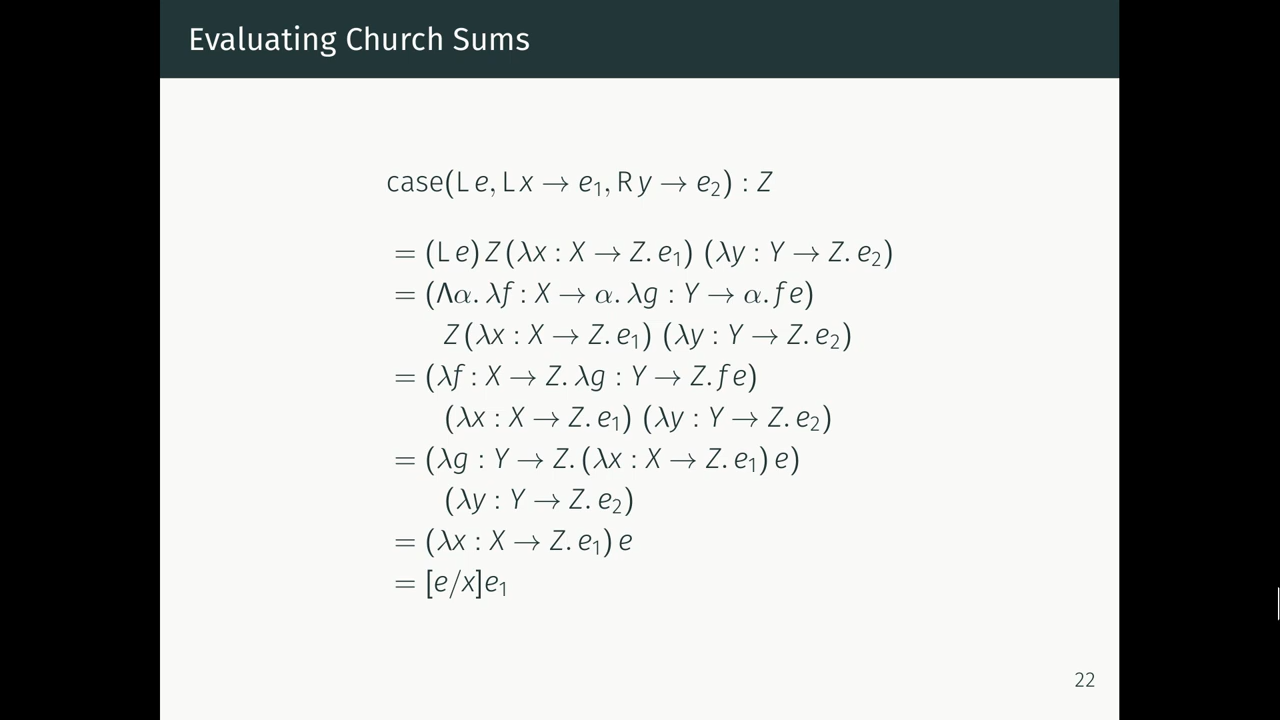 Evaluating Church Sums
case(L e, L x → e₁, R y → e₂) : Z
= (L e) Z (λx : X → Z. e₁) (λy : Y → Z. e₂)
= (Λα. λf : X → α. λg : Y → α. f e)
Z (λx : X → Z. e₁) (λy : Y → Z. e₂)
= (λf : X → Z. λg : Y → Z. f e)
(λx : X → Z. e₁) (λy : Y → Z. e₂)
= (λg : Y → Z. (λx : X → Z. e₁) e)
(λy : Y → Z. e₂)
= (λx : X → Z. e₁) e
= [e/x]e₁
22